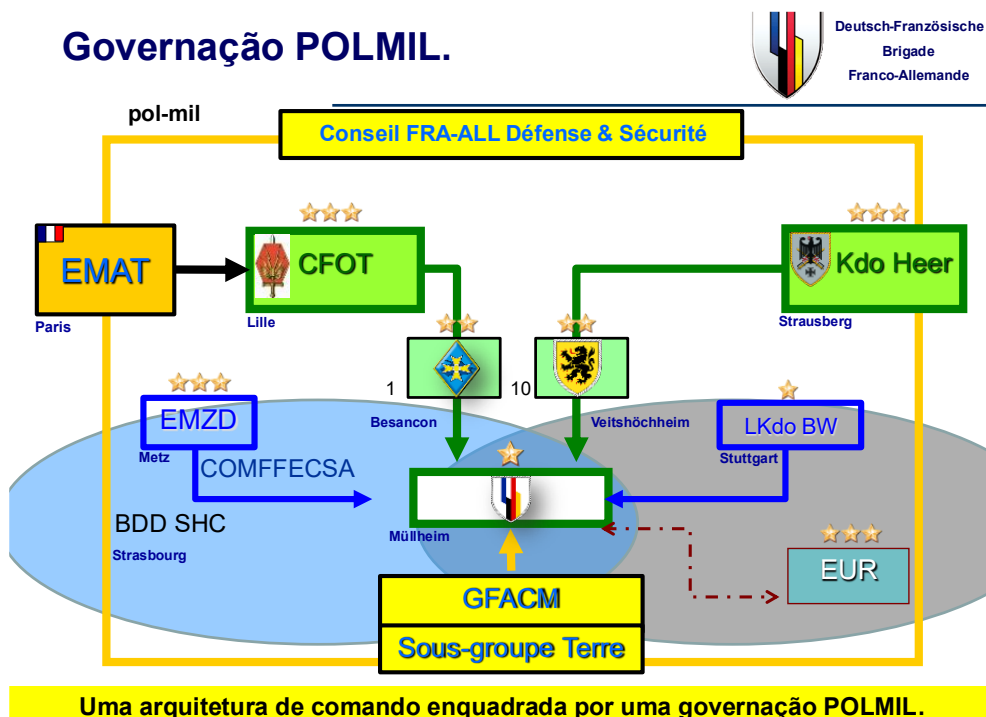 Governação POLMIL.
Deutsch-Französische
Brigade
Franco-Allemande
pol-mil
Conseil FRA-ALL Défense & Sécurité
EMAT
Paris
CFOT
Lille
Kdo Heer
Strausberg
1
Besancon
10
Veitshöchheim
EMZD
Metz
COMFFECSA
LKdo BW
Stuttgart
BDD SHC
Strasbourg
Müllheim
EUR
GFACM
Sous-groupe Terre
Uma arquitetura de comando enquadrada por uma governação POLMIL.